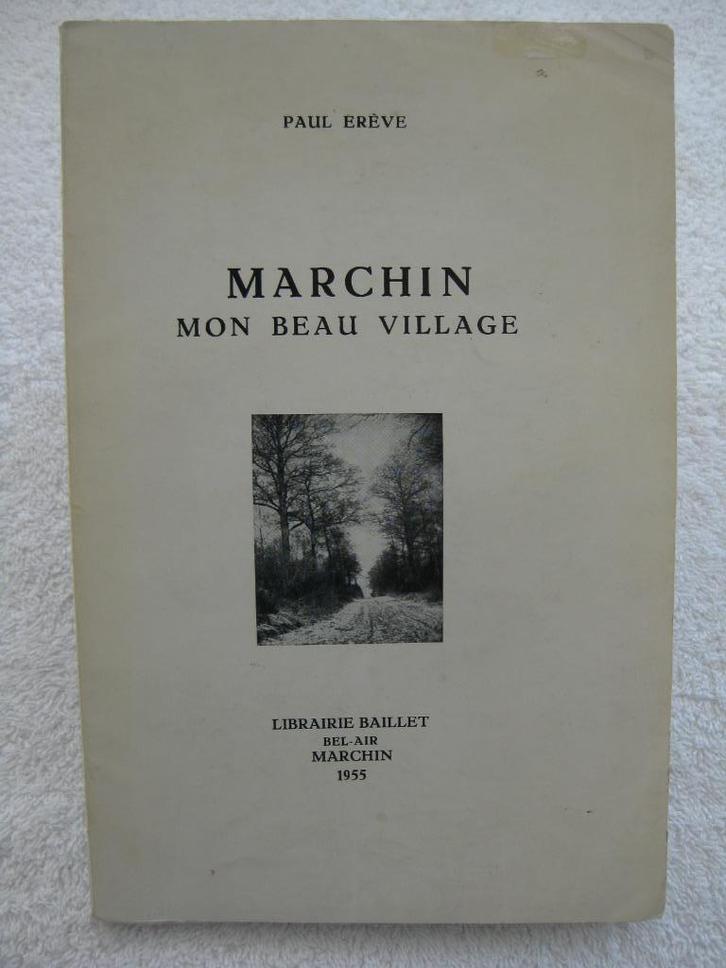 PAUL ERÈVE
MARCHIN
MON BEAU VILLAGE
LIBRAIRIE BAILLET
BEL-AIR
MARCHIN
1955